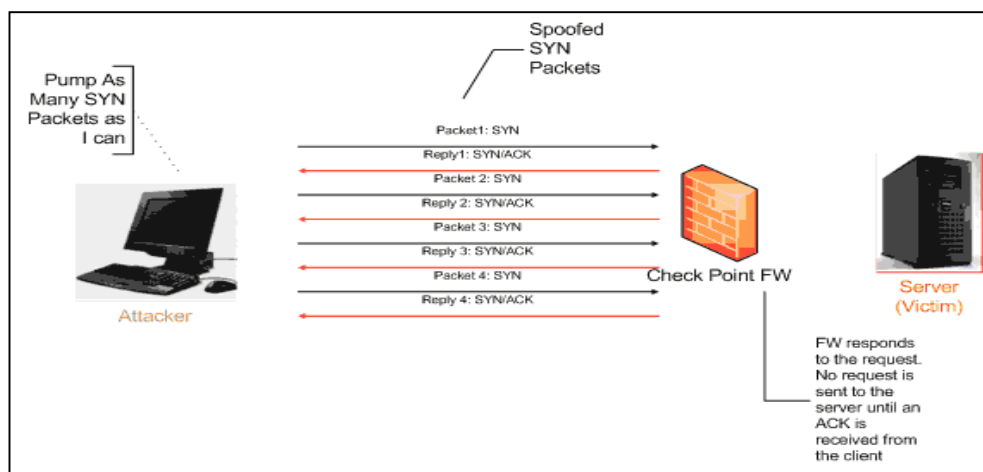 Spoofed
SYN
Packets
Pump As
Many SYN
Packets as
I can
Packet1: SYN
Reply1: SYN/ACK
Packet 2: SYN
Reply 2: SYN/ACK
Packet 3: SYN
Reply 3: SYN/ACK
Packet 4: SYN
Reply 4: SYN/ACK
Attacker
Check Point FW
Server
(Victim)
FW responds
to the request.
No request is
sent to the
server until an
ACK is
received from
the client